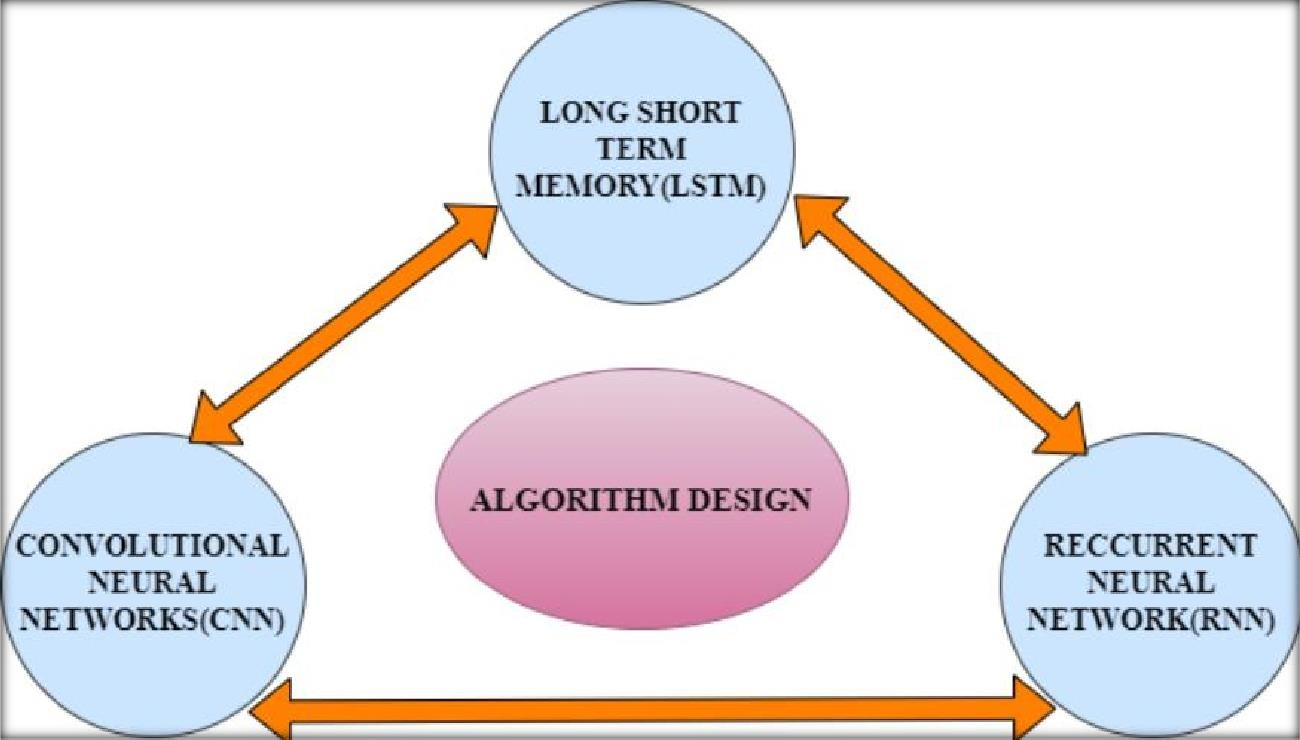 LONG SHORT
TERM
MEMORY(LSTM)
ALGORITHM DESIGN
CONVOLUTIONAL
NEURAL
NETWORKS(CNN)
RECCURRENT
NEURAL
NETWORK(RNN)